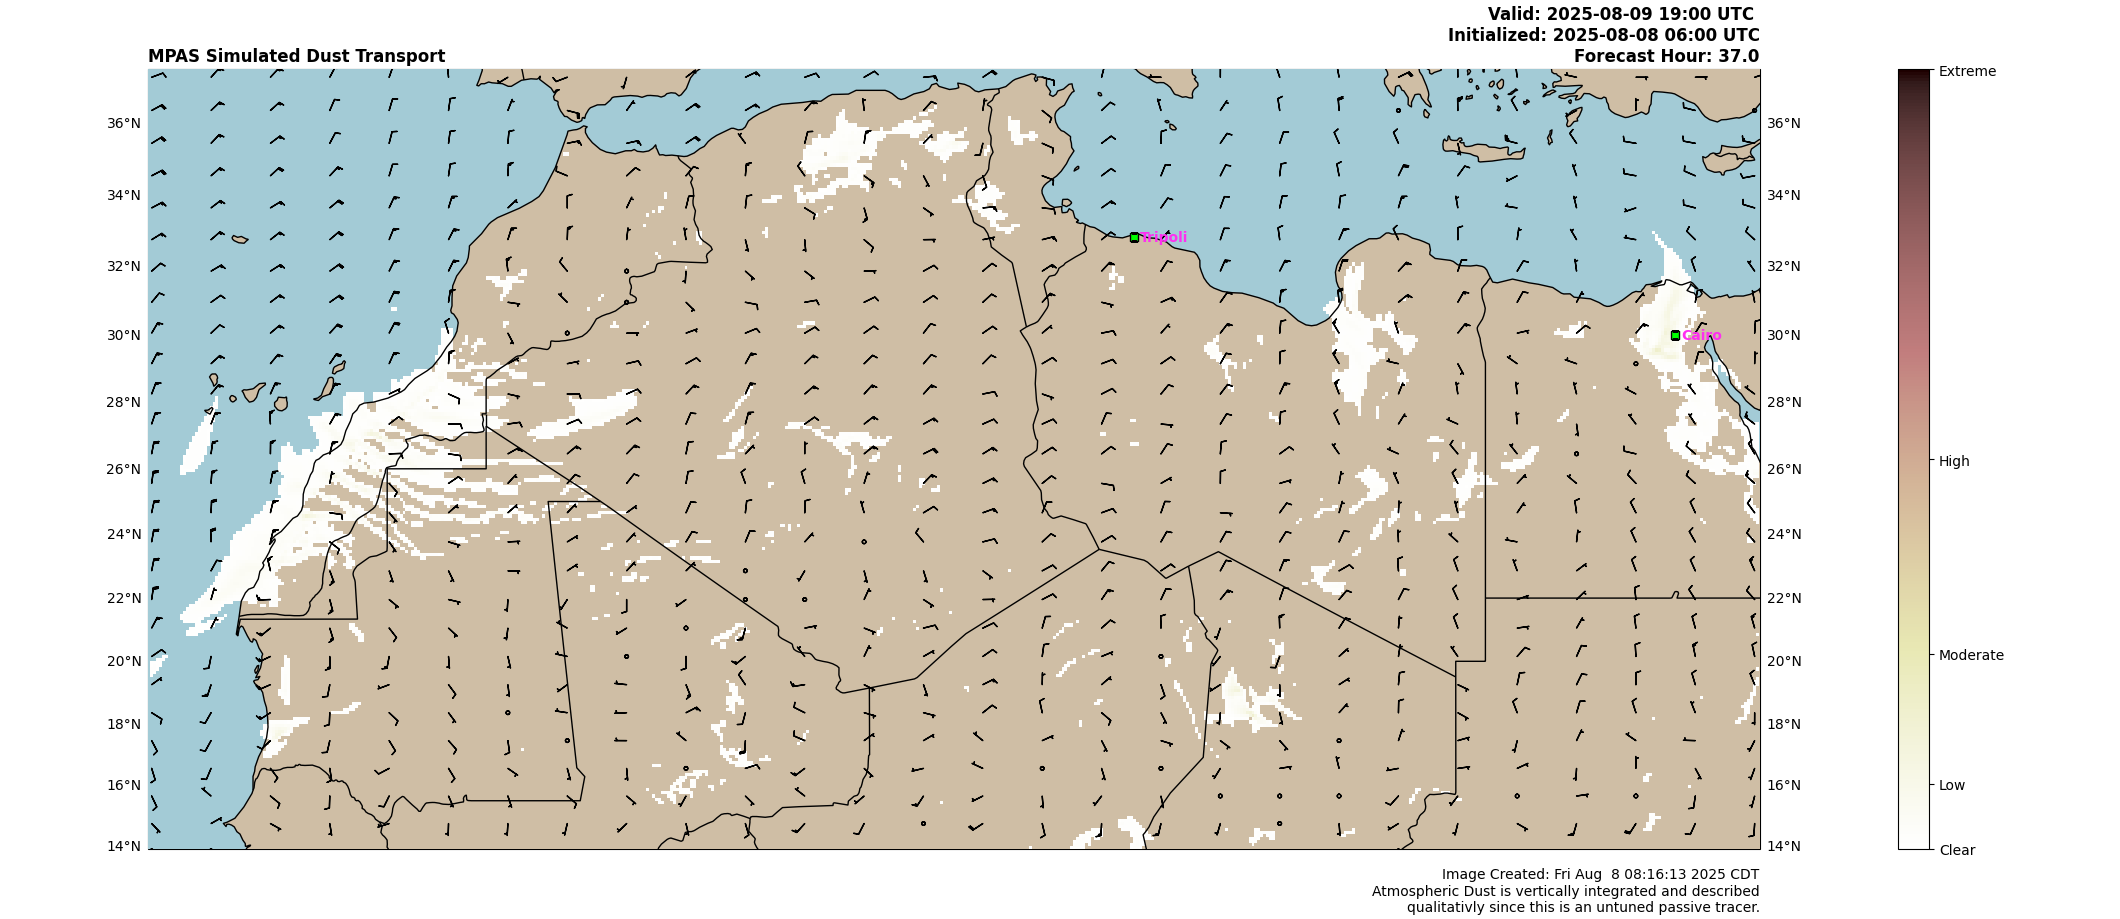 Valid: 2025-08-09 19:00 UTC
Initialized: 2025-08-08 06:00 UTC
MPAS Simulated Dust Transport
Forecast Hour: 37.0
Extreme
36°N
36°N
34°N
34°N
Tripoli
32°N
32°N
30°N
Cairo
30°N
28°N
28°N
26°N
26°N
High
24°N
24°N
22°N
22°N
20°N
20°N
Moderate
18°N
18°N
16°N
16°N
Low
14°N
14°N
Clear
Image Created: Fri Aug  8 08:16:13 2025 CDT
Atmospheric Dust is vertically integrated and described
qualitativly since this is an untuned passive tracer.